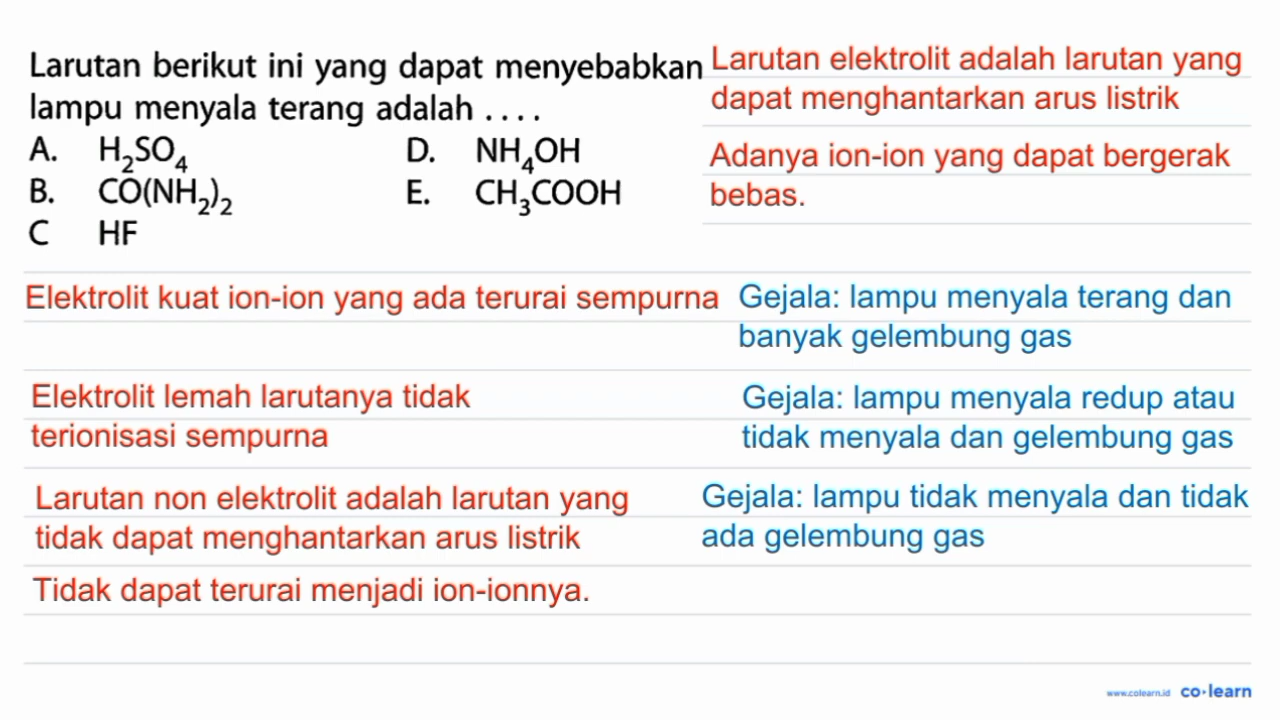 Larutan berikut ini yang dapat menyebabkan
lampu menyala terang adalah . . . .
A. H₂SO₄
B. CO(NH₂)₂
C HF
D. NH₄OH
E. CH₃COOH
Larutan elektrolit adalah larutan yang
dapat menghantarkan arus listrik
Adanya ion-ion yang dapat bergerak
bebas.
Elektrolit kuat ion-ion yang ada terurai sempurna
Gejala: lampu menyala terang dan
banyak gelembung gas
Elektrolit lemah larutanya tidak
terionisasi sempurna
Gejala: lampu menyala redup atau
tidak menyala dan gelembung gas
Larutan non elektrolit adalah larutan yang
tidak dapat menghantarkan arus listrik
Gejala: lampu tidak menyala dan tidak
ada gelembung gas
Tidak dapat terurai menjadi ion-ionnya.
www.colearn.id co·learn